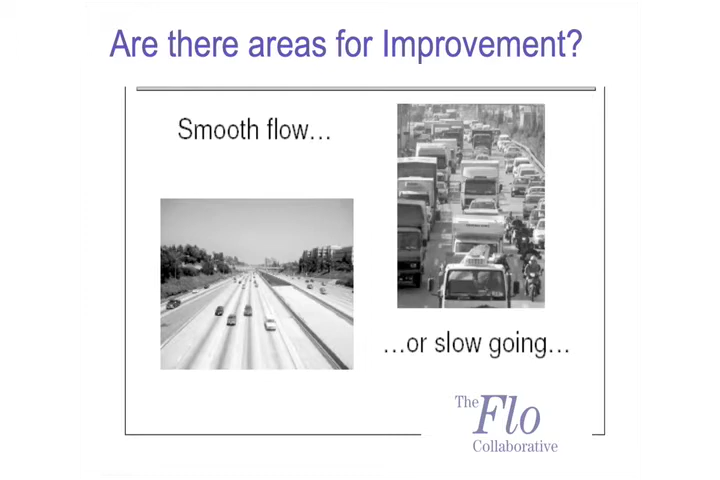 Are there areas for Improvement?
Smooth flow...
...or slow going...
The Flo
Collaborative